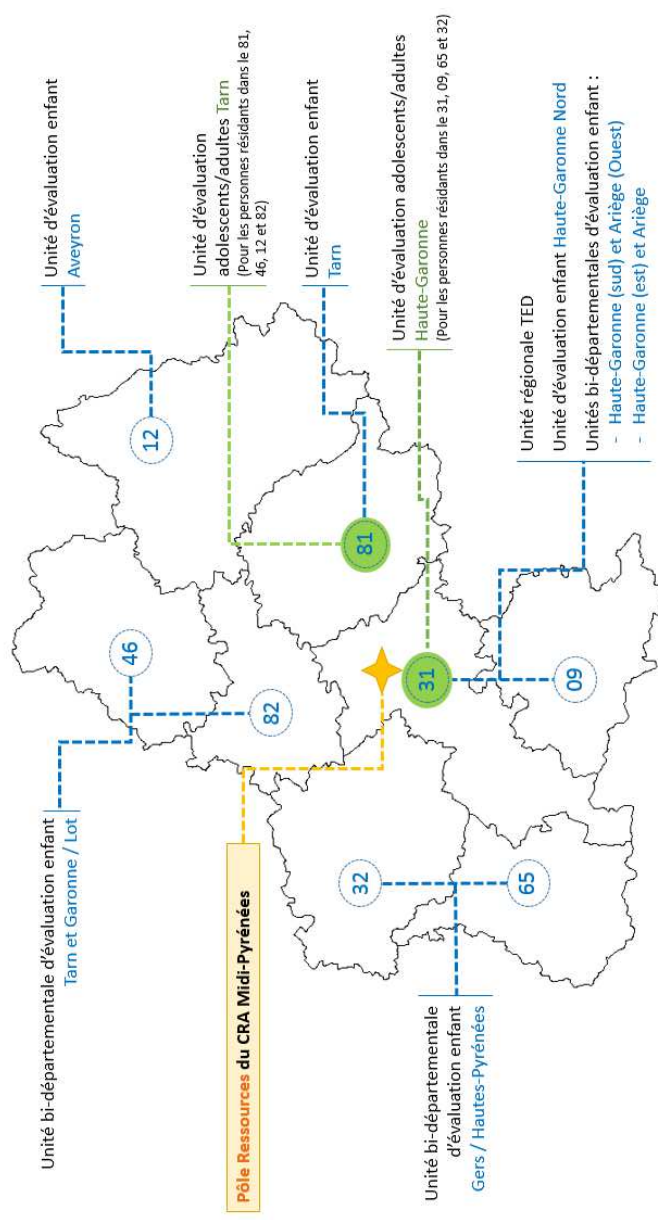 Unité bi-départementale d'évaluation enfant
Tarn et Garonne / Lot
Pôle Ressources du CRA Midi-Pyrénées
Unité bi-départementale
d'évaluation enfant
Gers / Hautes-Pyrénées
46
82
12
32
65
31
81
09
Unité d'évaluation enfant
Aveyron
Unité d'évaluation
adolescents/adultes Tarn
(Pour les personnes résidants dans le 81,
46, 12 et 82)
Unité d'évaluation enfant
Tarn
Unité d'évaluation adolescents/adultes
Haute-Garonne
(Pour les personnes résidants dans le 31, 09, 65 et 32)
Unité régionale TED
Unité d'évaluation enfant Haute-Garonne Nord
Unités bi-départementales d'évaluation enfant :
- Haute-Garonne (sud) et Ariège (Ouest)
- Haute-Garonne (est) et Ariège